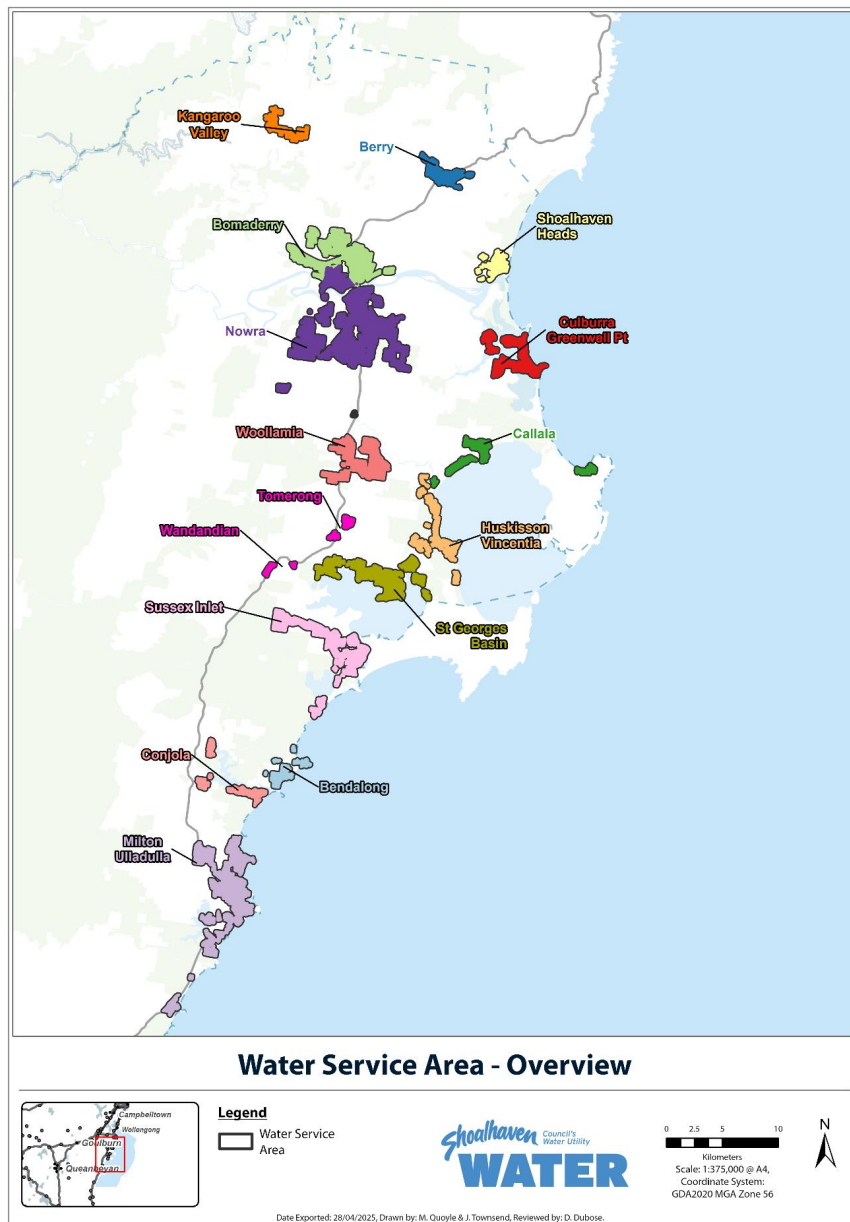 Kangaroo
Valley
Berry
Bomaderry
Shoalhaven
Heads
Culburra
Greenwell Pt
Nowra
Woollamia
Callala
Tomerong
Huskisson
Vincentia
Wandandian
Sussex Inlet
St Georges
Basin
Conjola
Bendalong
Milton
Ulladulla
Water Service Area - Overview
Campbelltown
Wollongong
Goulburn
Queanbeyan
Legend
Water Service
Area
Shoalhaven
Council's
Water Utility
WATER
0 2.5 5 10
Kilometers
Scale: 1:375,000 @ A4,
Coordinate System:
GDA2020 MGA Zone 56
N
Date Exported: 28/04/2025, Drawn by: M. Quoyle & J. Townsend, Reviewed by: D. Dubose.